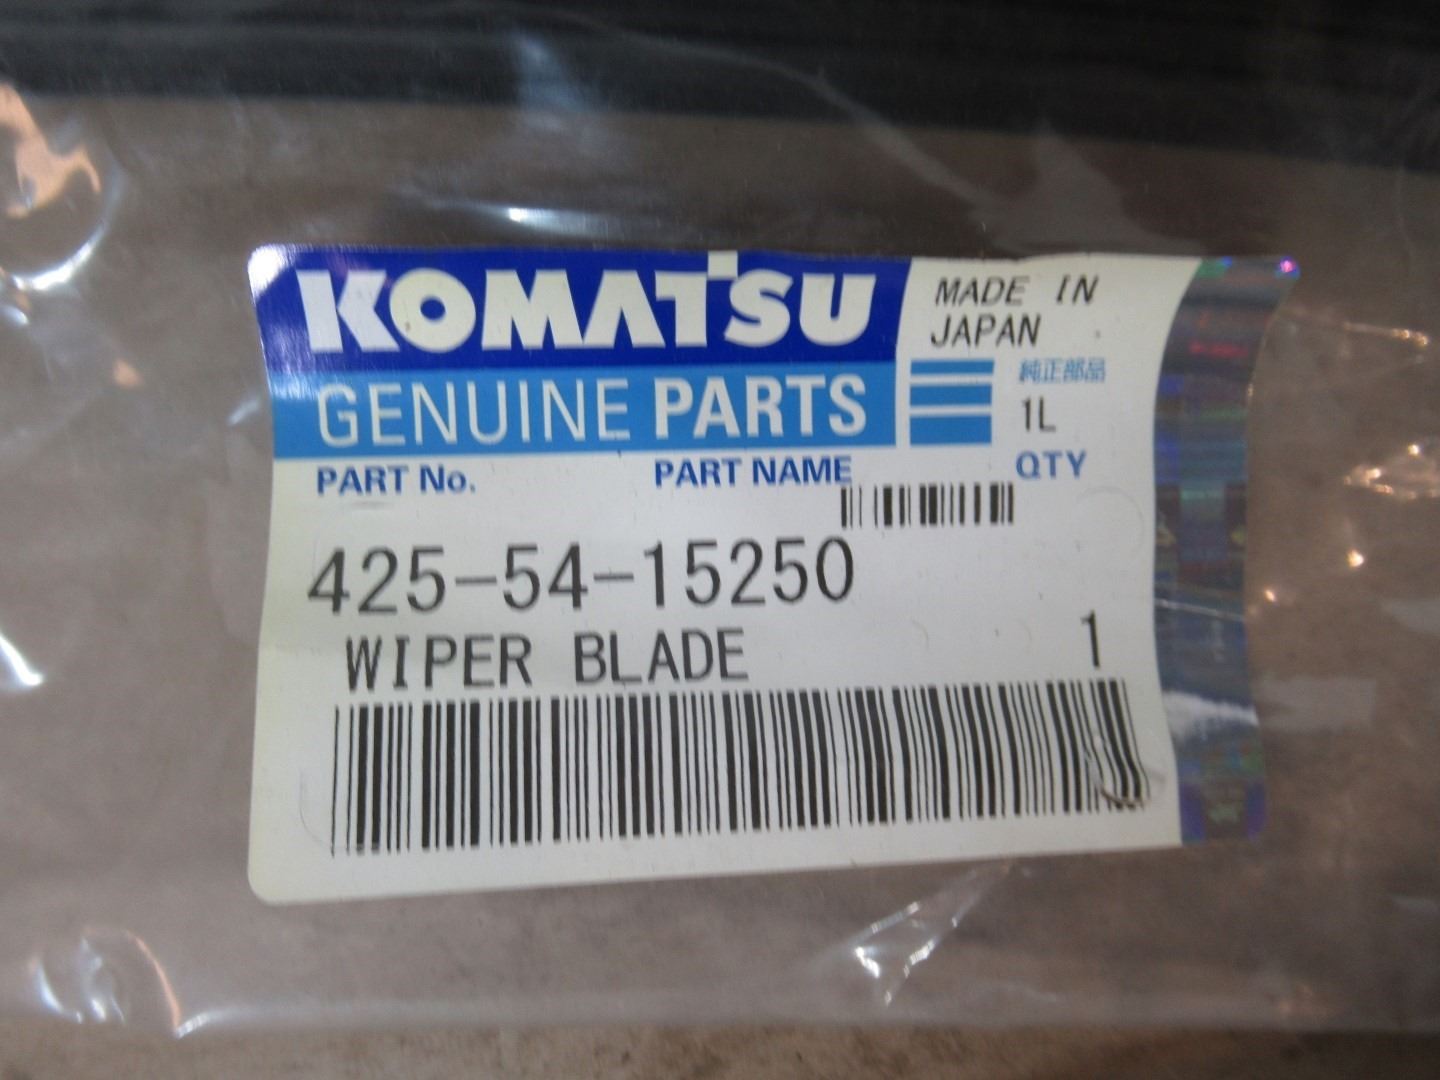 KOMATSU
MADE IN
JAPAN
純正部品
GENUINE PARTS
1L
PART No.
PART NAME
QTY
425-54-15250
WIPER BLADE
1